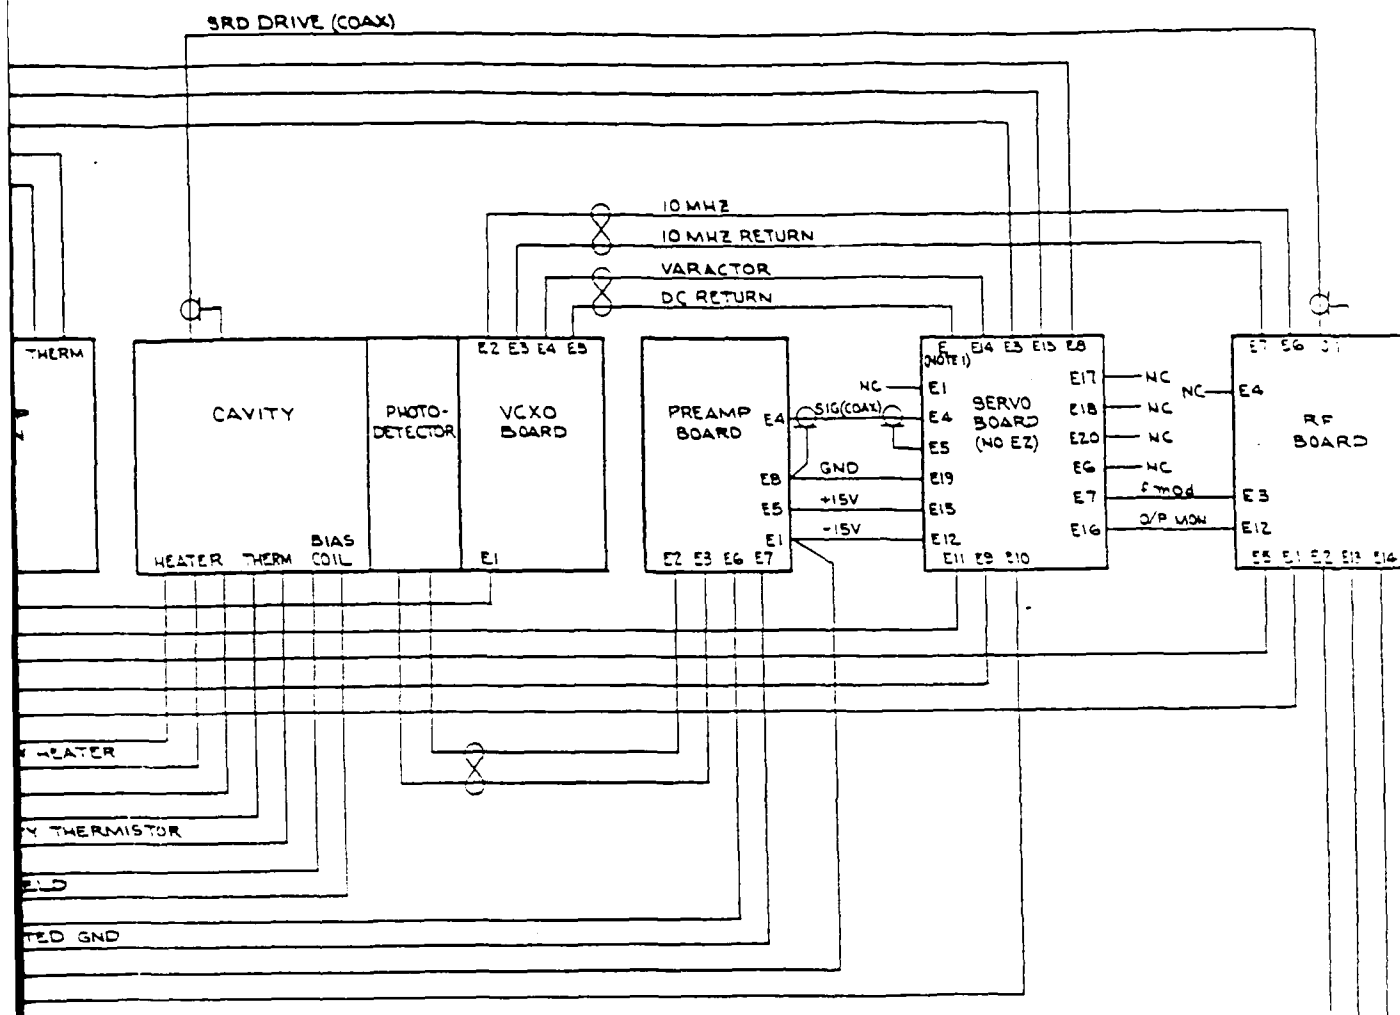 SRD DRIVE (COAX)
10 MHZ
10 MHZ RETURN
VARACTOR
DC RETURN
THERM
CAVITY
HEATER THERM BIAS COIL
PHOTO-
DETECTOR
E2 E3 E4 E5
VCXO
BOARD
E1
PREAMP
BOARD
E4
E8
E5
E1
E2 E3 E6 E7
SIG (COAX)
GND
+15V
-15V
NC
E (NOTE 1) E14 E3 E13 E8
E1
E4
E5
E19
E15
E12
SERVO
BOARD
(NO E2)
E17
E18
E20
E6
E7
E16
E11 E9 E10
NC
NC
NC
NC
f mod
O/P MON
NC
E7 E6 J1
E4
RF
BOARD
E3
E12
E5 E1 E2 E13 E14
HEATER
THERMISTOR
GND